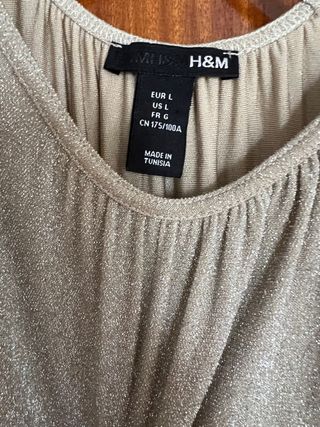 H&M
EUR L
US L
FR G
CN 175/100A
MADE IN
TUNISIA